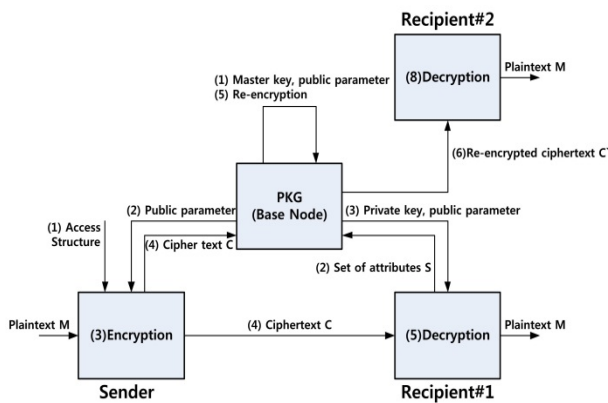 Recipient#2
(1) Master key, public parameter
(5) Re-encryption
(8)Decryption
Plaintext M
(6)Re-encrypted ciphertext C'
PKG
(Base Node)
(2) Public parameter
(3) Private key, public parameter
(1) Access
Structure
(4) Cipher text C
(2) Set of attributes S
Plaintext M
(3)Encryption
(4) Ciphertext C
(5)Decryption
Plaintext M
Sender
Recipient#1